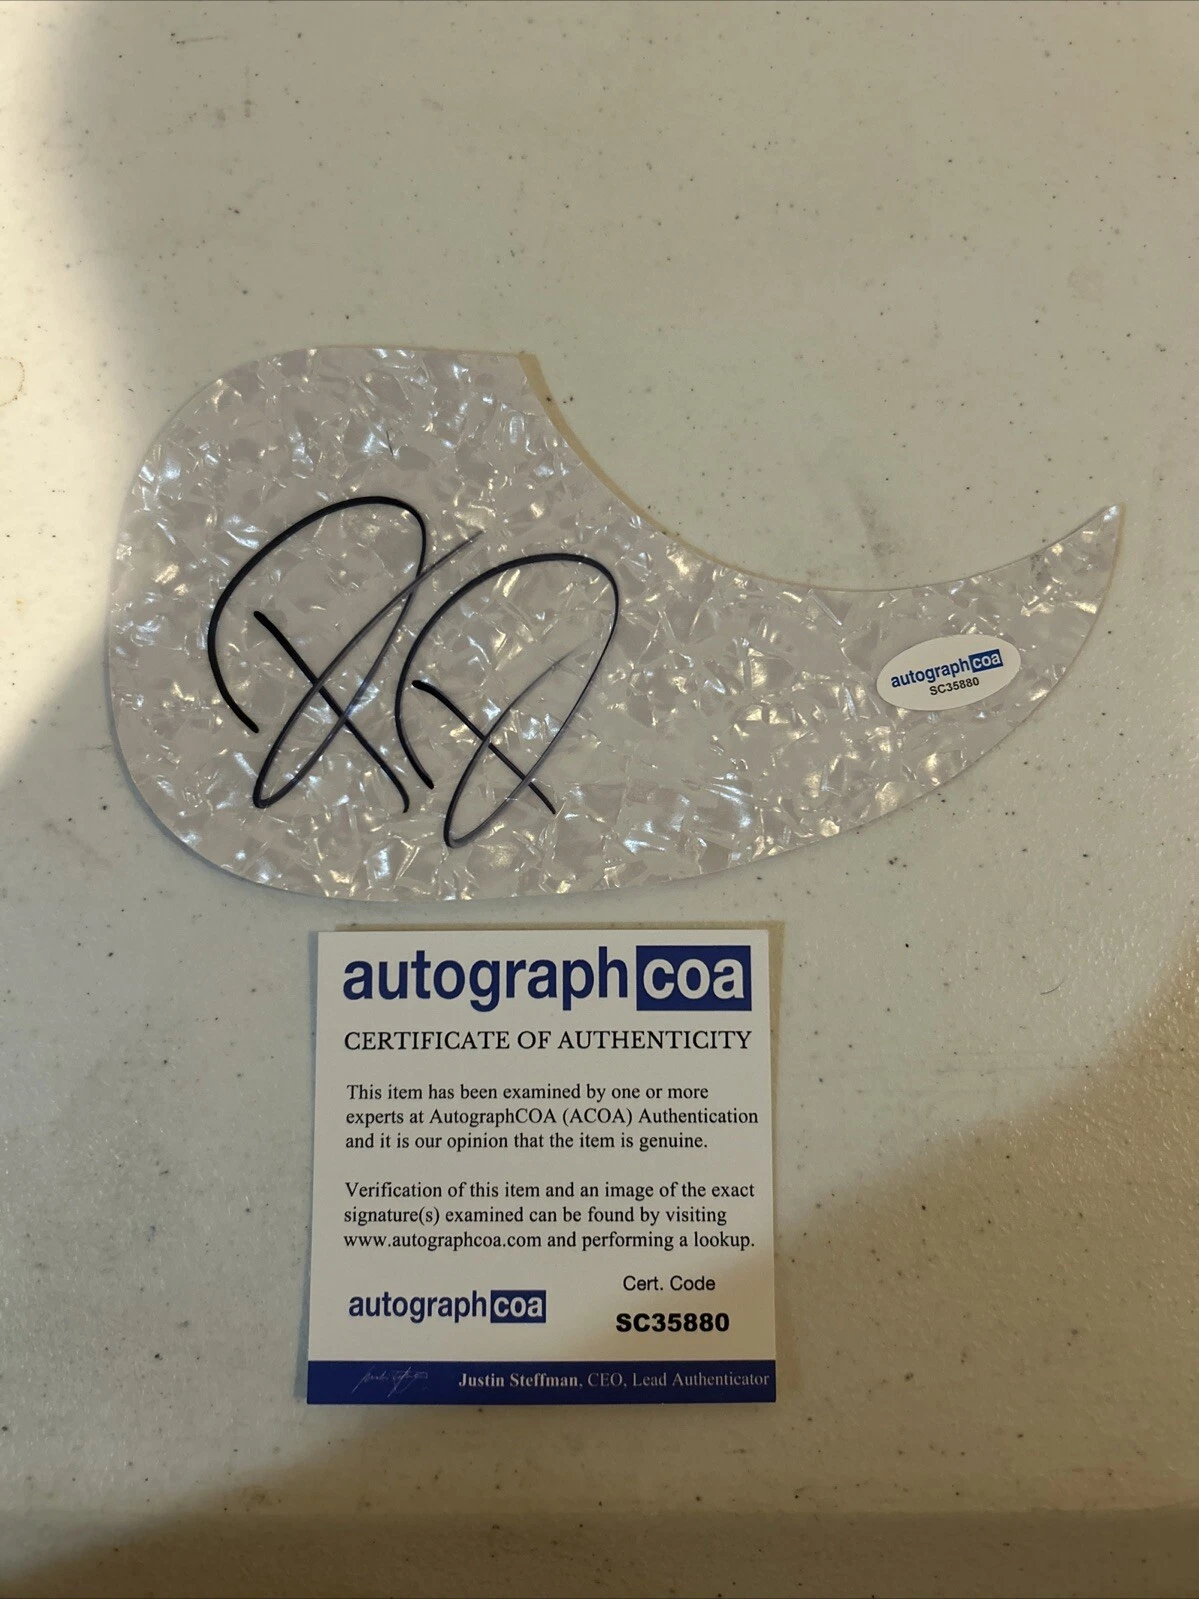 autographcoa
SC35880
autographcoa
CERTIFICATE OF AUTHENTICITY
This item has been examined by one or more
experts at AutographCOA (ACOA) Authentication
and it is our opinion that the item is genuine.
Verification of this item and an image of the exact
signature(s) examined can be found by visiting
www.autographcoa.com and performing a lookup.
autographcoa
Cert. Code
SC35880
Justin Steffman, CEO, Lead Authenticator